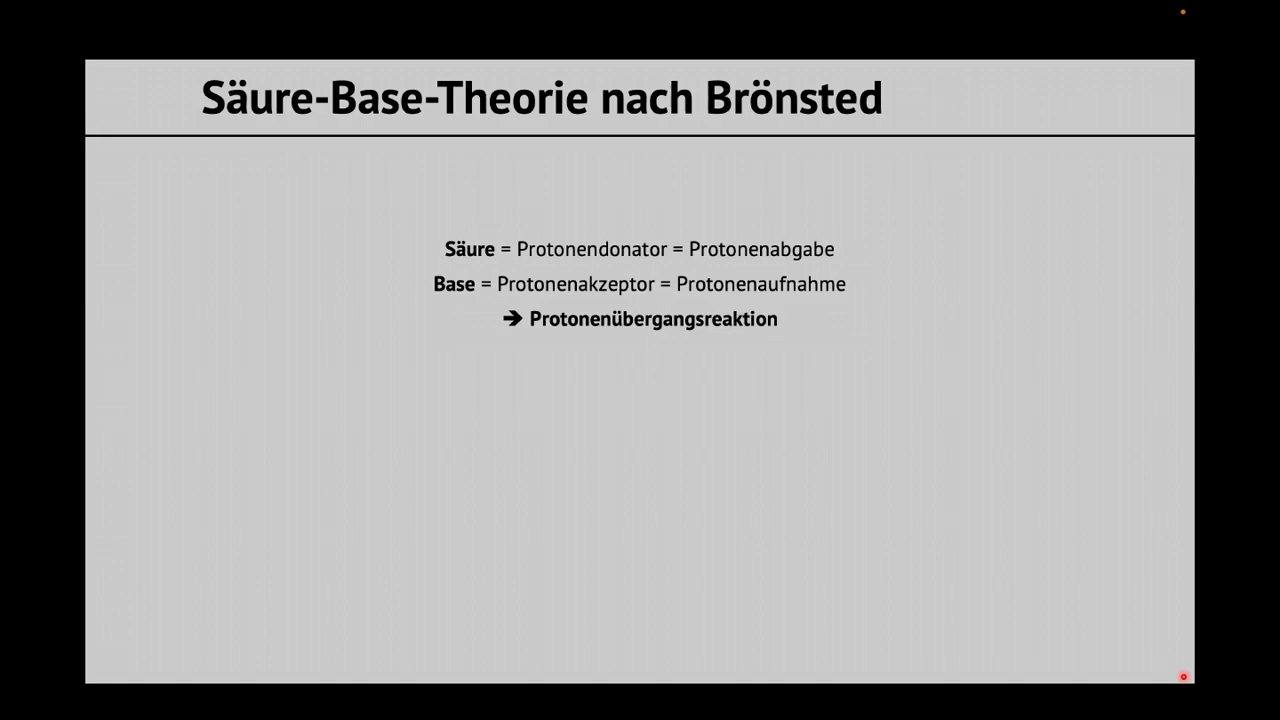 Säure-Base-Theorie nach Brönsted
Säure = Protonendonator = Protonenabgabe
Base = Protonenakzeptor = Protonenaufnahme
➔ Protonenübergangsreaktion